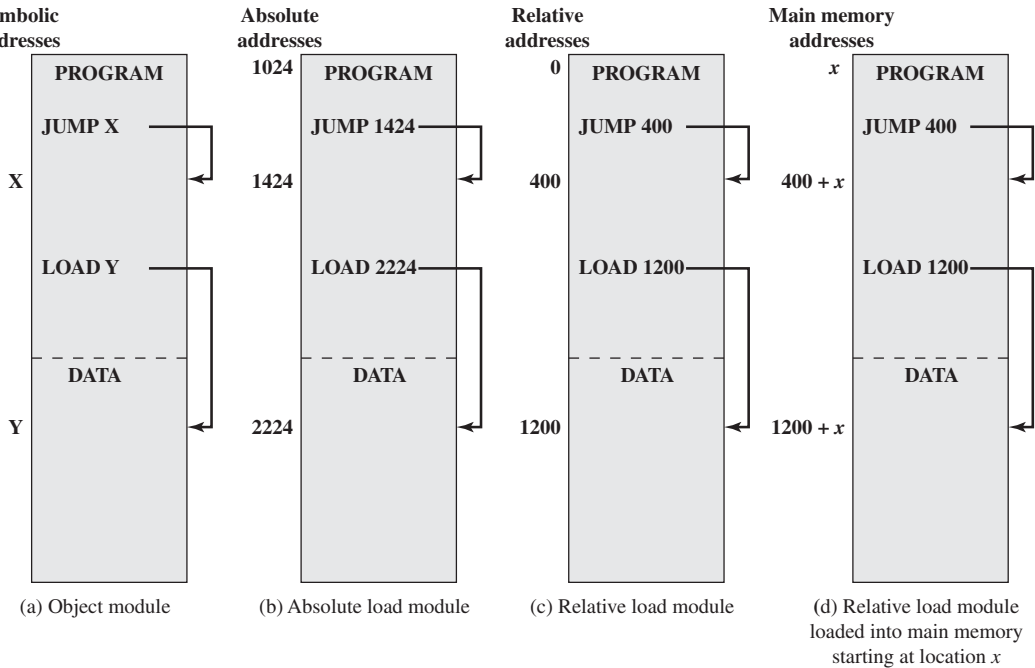 mbolic
dresses
PROGRAM
JUMP X
X
LOAD Y
DATA
Y
(a) Object module
Absolute
addresses
1024
PROGRAM
JUMP 1424
1424
LOAD 2224
DATA
2224
(b) Absolute load module
Relative
addresses
0
PROGRAM
JUMP 400
400
LOAD 1200
DATA
1200
(c) Relative load module
Main memory
addresses
x
PROGRAM
JUMP 400
400 + x
LOAD 1200
DATA
1200 + x
(d) Relative load module
loaded into main memory
starting at location x